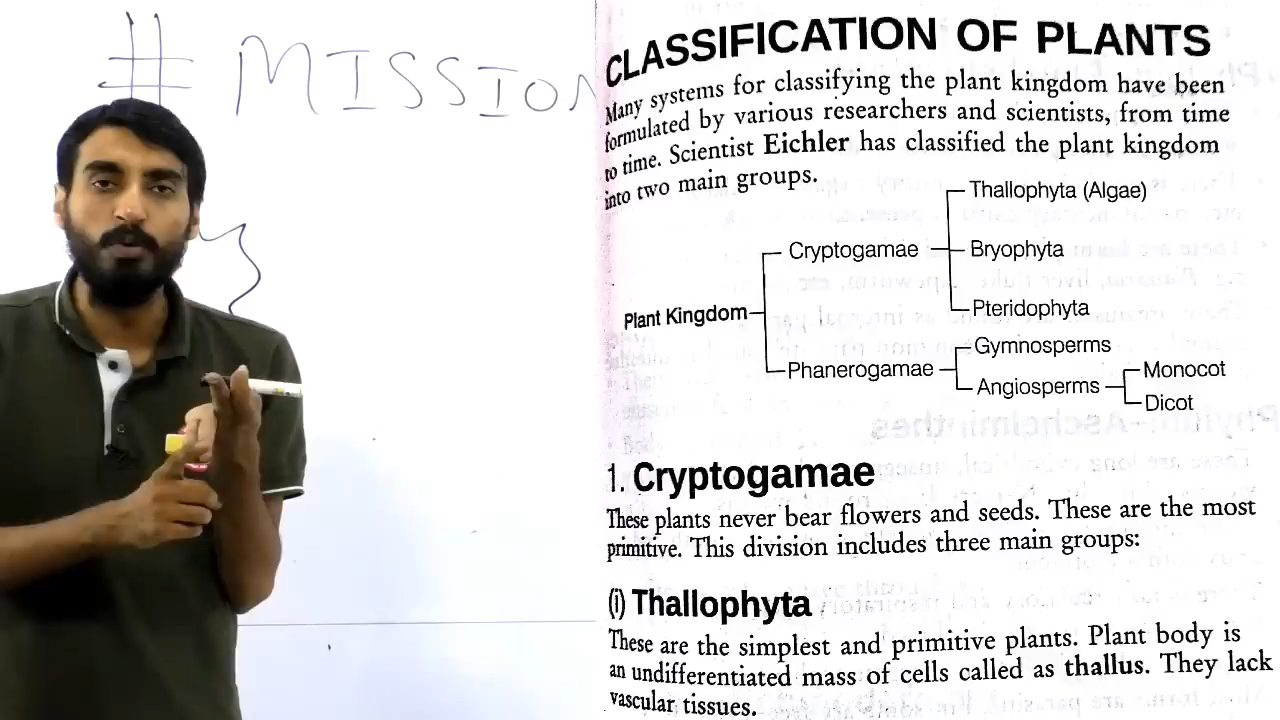 # MISSION
CLASSIFICATION OF PLANTS
Many systems for classifying the plant kingdom have been
formulated by various researchers and scientists, from time
to time. Scientist Eichler has classified the plant kingdom
into two main groups.
Thallophyta (Algae)
Cryptogamae
Bryophyta
Pteridophyta
Plant Kingdom
Gymnosperms
Phanerogamae
Angiosperms
Monocot
Dicot
1. Cryptogamae
These plants never bear flowers and seeds. These are the most
primitive. This division includes three main groups:
(i) Thallophyta
These are the simplest and primitive plants. Plant body is
an undifferentiated mass of cells called as thallus. They lack
vascular tissues.